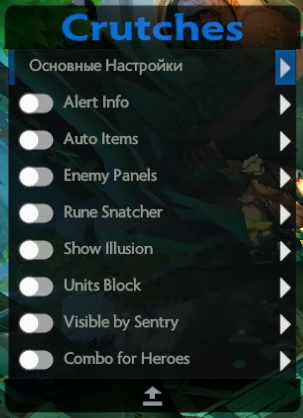 Crutches
Основные Настройки
Alert Info
Auto Items
Enemy Panels
Rune Snatcher
Show Illusion
Units Block
Visible by Sentry
Combo for Heroes